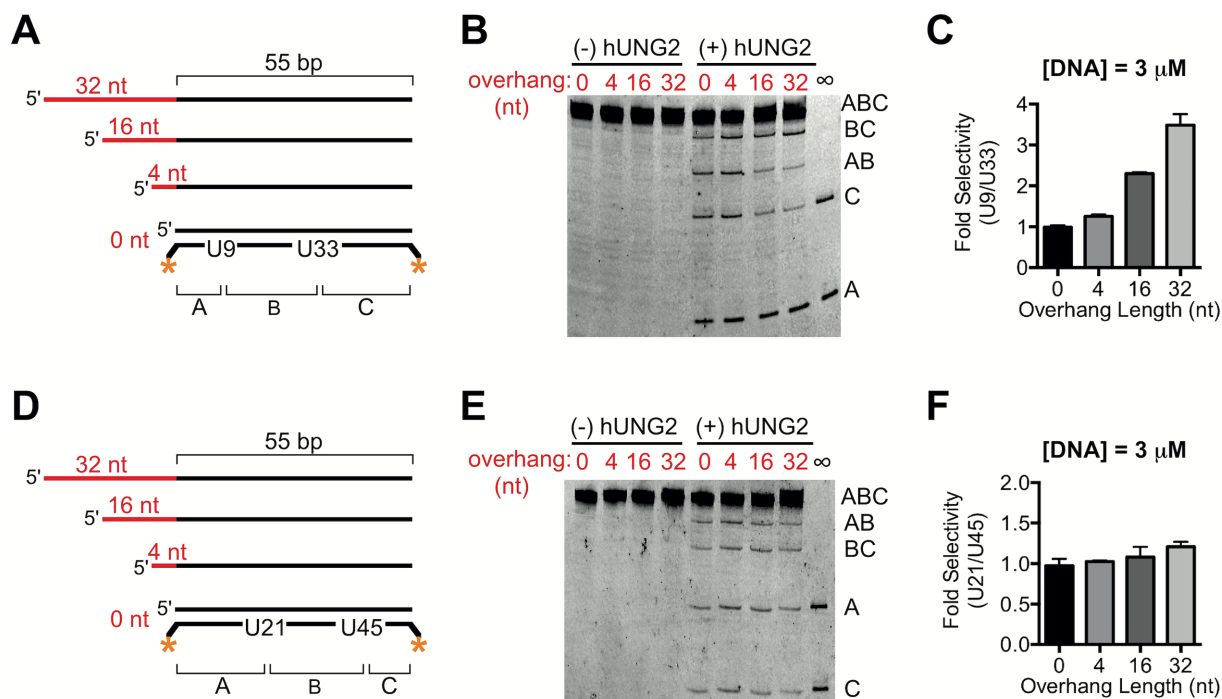 A
55 bp
32 nt
5'
16 nt
5'
4 nt
5'
5'
0 nt
U9 U33
* *
A B C
B
(-) hUNG2 (+) hUNG2
overhang: 0 4 16 32 0 4 16 32 ∞
(nt)
ABC
BC
AB
C
A
C
[DNA] = 3 μM
Fold Selectivity
(U9/U33)
4
3
2
1
0
0 4 16 32
Overhang Length (nt)
D
55 bp
32 nt
5'
16 nt
5'
4 nt
5'
5'
0 nt
U21 U45
* *
A B C
E
(-) hUNG2 (+) hUNG2
overhang: 0 4 16 32 0 4 16 32 ∞
(nt)
ABC
AB
BC
A
C
F
[DNA] = 3 μM
Fold Selectivity
(U21/U45)
2.0
1.5
1.0
0.5
0.0
0 4 16 32
Overhang Length (nt)